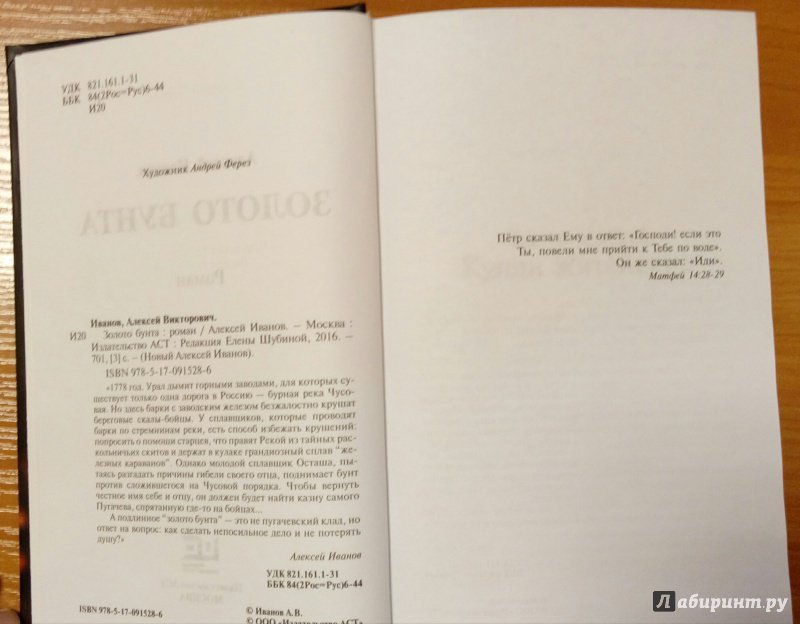 УДК 821.161.1-31
ББК 84(2Рос=Рус)6-44
И20
Художник Андрей Ферез
ЗОЛОТО БУНТА
Роман
Иванов, Алексей Викторович.
И20 Золото бунта : роман / Алексей Иванов. — Москва :
Издательство АСТ : Редакция Елены Шубиной, 2016. —
701, [3] с. — (Новый Алексей Иванов).
ISBN 978-5-17-091528-6
«1778 год. Урал дымит горными заводами, для которых су-
ществует только одна дорога в Россию — бурная река Чусо-
вая. Но здесь барки с заводским железом безжалостно крушат
береговые скалы-бойцы. У сплавщиков, которые проводят
барки по стремнинам реки, есть способ избежать крушений:
попросить о помощи старцев, что правят Рекой из тайных рас-
кольничьих скитов и держат в кулаке грандиозный сплав "же-
лезных караванов". Однако молодой сплавщик Осташа, пы-
таясь разгадать причины гибели своего отца, поднимает бунт
против сложившегося на Чусовой порядка. Чтобы вернуть
честное имя себе и отцу, он должен будет найти казну самого
Пугачева, спрятанную где-то на бойцах...
А подлинное "золото бунта" — это не пугачевский клад, но
ответ на вопрос: как сделать непосильное дело и не потерять
душу?»
Алексей Иванов
УДК 821.161.1-31
ББК 84(2Рос=Рус)6-44
ISBN 978-5-17-091528-6
© Иванов А.В.
© ООО «Издательство АСТ»
Пётр сказал Ему в ответ: «Господи! если это
Ты, повели мне прийти к Тебе по воде».
Он же сказал: «Иди».
Матфей 14:28-29
Лабиринт.ру